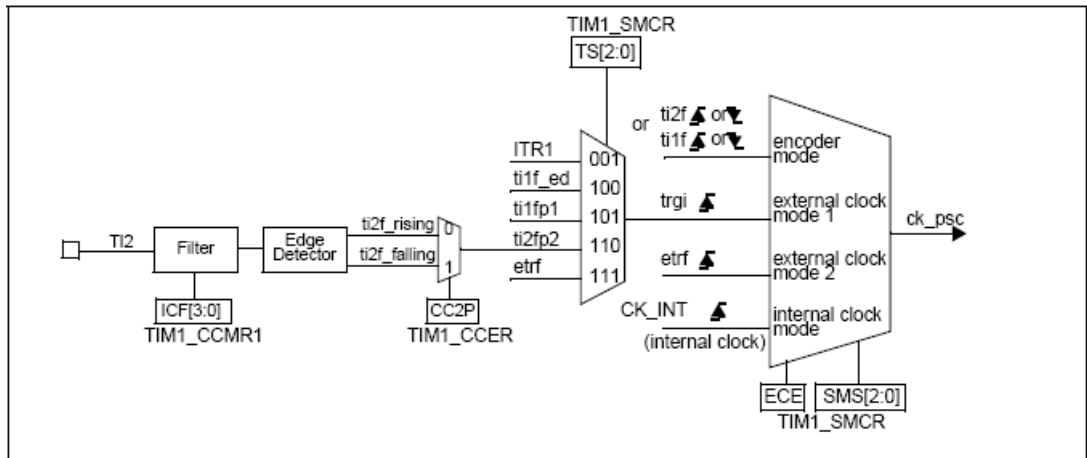 TIM1_SMCR
TS[2:0]
or
ti2f or
ti1f or
encoder
mode
ITR1
001
ti1f_ed
100
ti1fp1
101
trgi
external clock
mode 1
ck_psc
TI2
Filter
Edge
Detector
ti2f_rising
0
ti2f_falling
1
ti2fp2
110
etrf
111
etrf
external clock
mode 2
CK_INT
(internal clock)
internal clock
mode
ICF[3:0]
TIM1_CCMR1
CC2P
TIM1_CCER
ECE
SMS[2:0]
TIM1_SMCR